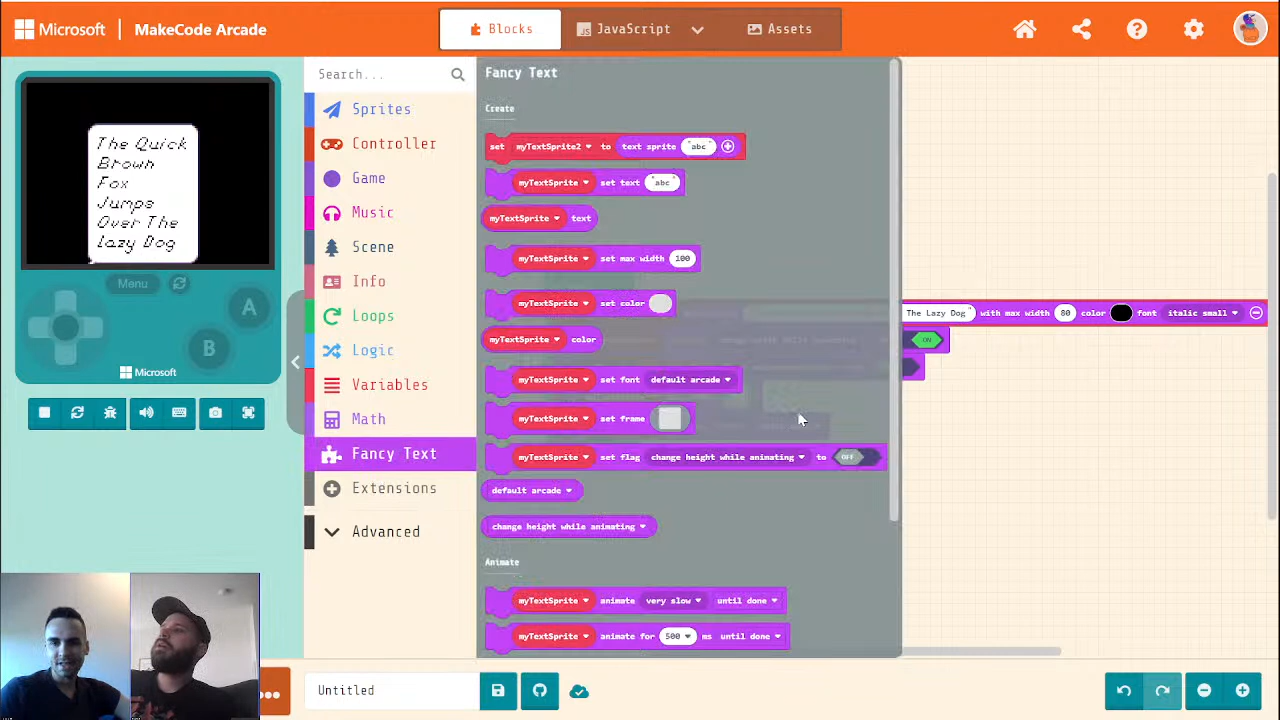 Microsoft
MakeCode Arcade
Blocks
JavaScript
Assets
The Quick
Brown
Fox
Jumps
Over The
lazy Dog
Menu
A
B
Microsoft
Search...
Sprites
Controller
Game
Music
Scene
Info
Loops
Logic
Variables
Math
Fancy Text
Extensions
Advanced
Fancy Text
Create
set myTextSprite2 to text sprite "abc"
myTextSprite set text "abc"
myTextSprite text
myTextSprite set max width 100
myTextSprite set color
myTextSprite color
myTextSprite set font default arcade
myTextSprite set frame
myTextSprite set flag change height while animating to OFF
default arcade
change height while animating
Animate
myTextSprite animate very slow until done
myTextSprite animate for 500 ms until done
The Lazy Dog" with max width 80 color font italic small
ON
Untitled